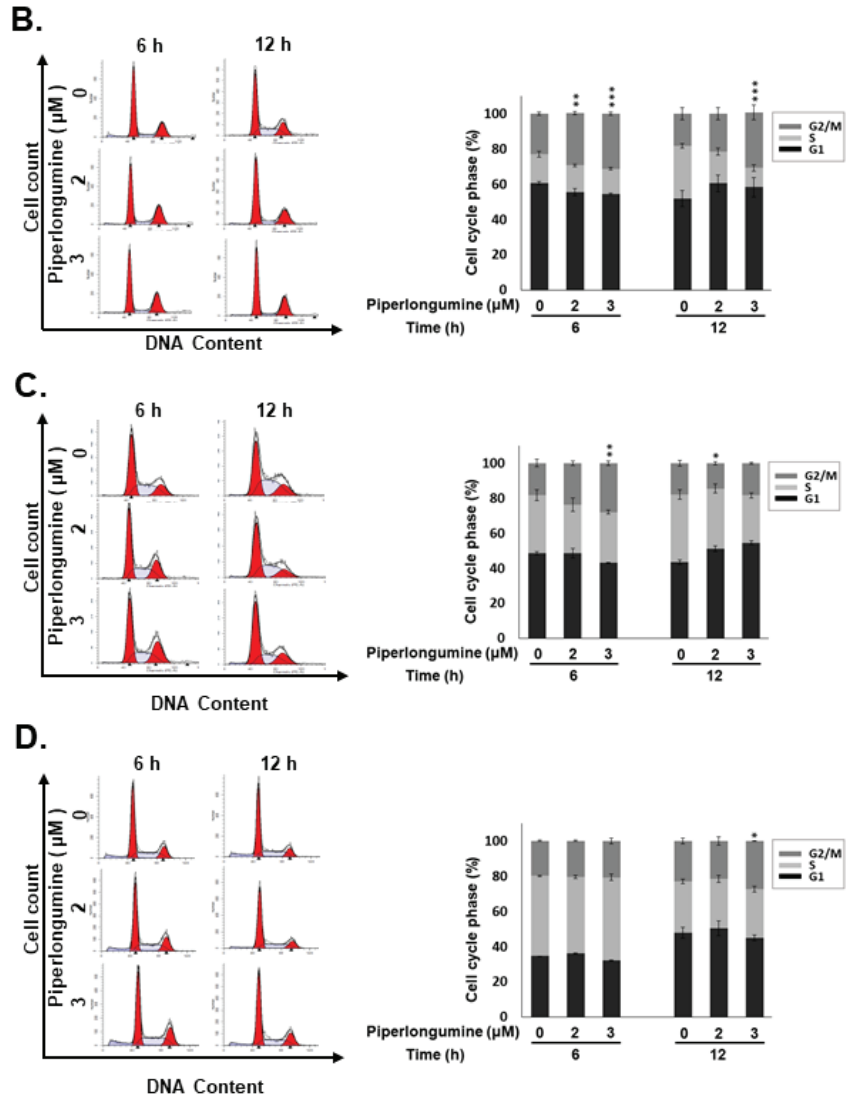 B.
6 h
12 h
Cell count
Piperlongumine ( µM )
0
2
3
DNA Content
** *** ***
Cell cycle phase (%)
100
80
60
40
20
0
G2/M
S
G1
Piperlongumine (µM) 0 2 3 0 2 3
Time (h) 6 12
C.
6 h
12 h
Cell count
Piperlongumine ( µM )
0
2
3
DNA Content
** *
Cell cycle phase (%)
100
80
60
40
20
0
G2/M
S
G1
Piperlongumine (µM) 0 2 3 0 2 3
Time (h) 6 12
D.
6 h
12 h
Cell count
Piperlongumine ( µM )
0
2
3
DNA Content
*
Cell cycle phase (%)
100
80
60
40
20
0
G2/M
S
G1
Piperlongumine (µM) 0 2 3 0 2 3
Time (h) 6 12